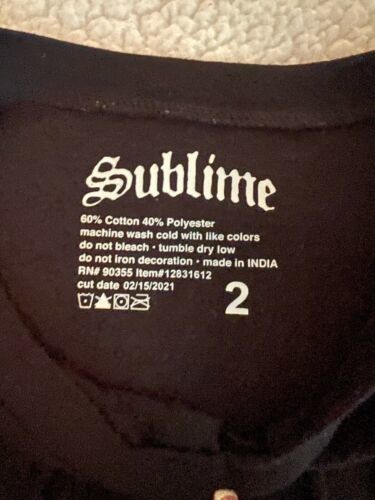 Sublime
60% Cotton 40% Polyester
machine wash cold with like colors
do not bleach • tumble dry low
do not iron decoration • made in INDIA
RN# 90355 Item#12831612
cut date 02/15/2021
2